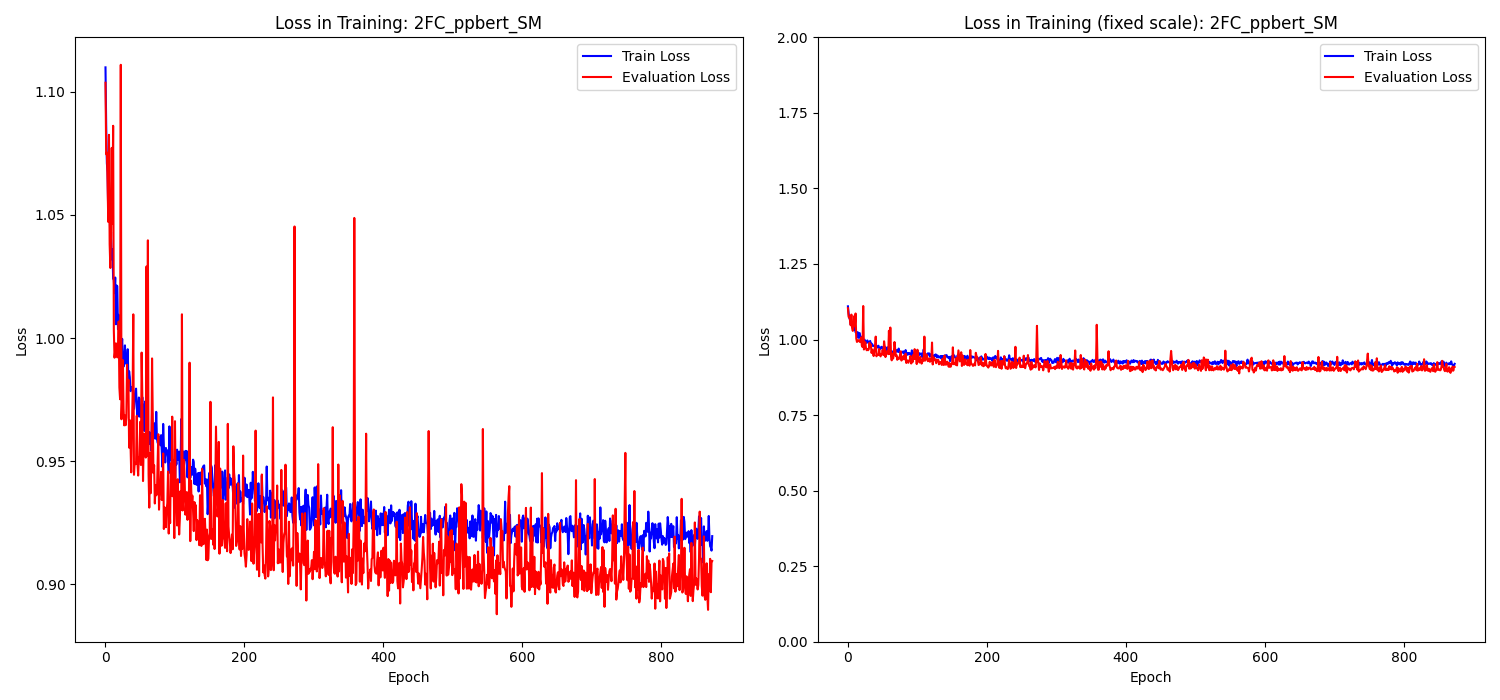 Loss in Training: 2FC_ppbert_SM
Train Loss
Evaluation Loss
1.10
1.05
1.00
0.95
0.90
Loss
0
200
400
600
800
Epoch
Loss in Training (fixed scale): 2FC_ppbert_SM
Train Loss
Evaluation Loss
2.00
1.75
1.50
1.25
1.00
0.75
0.50
0.25
0.00
Loss
0
200
400
600
800
Epoch